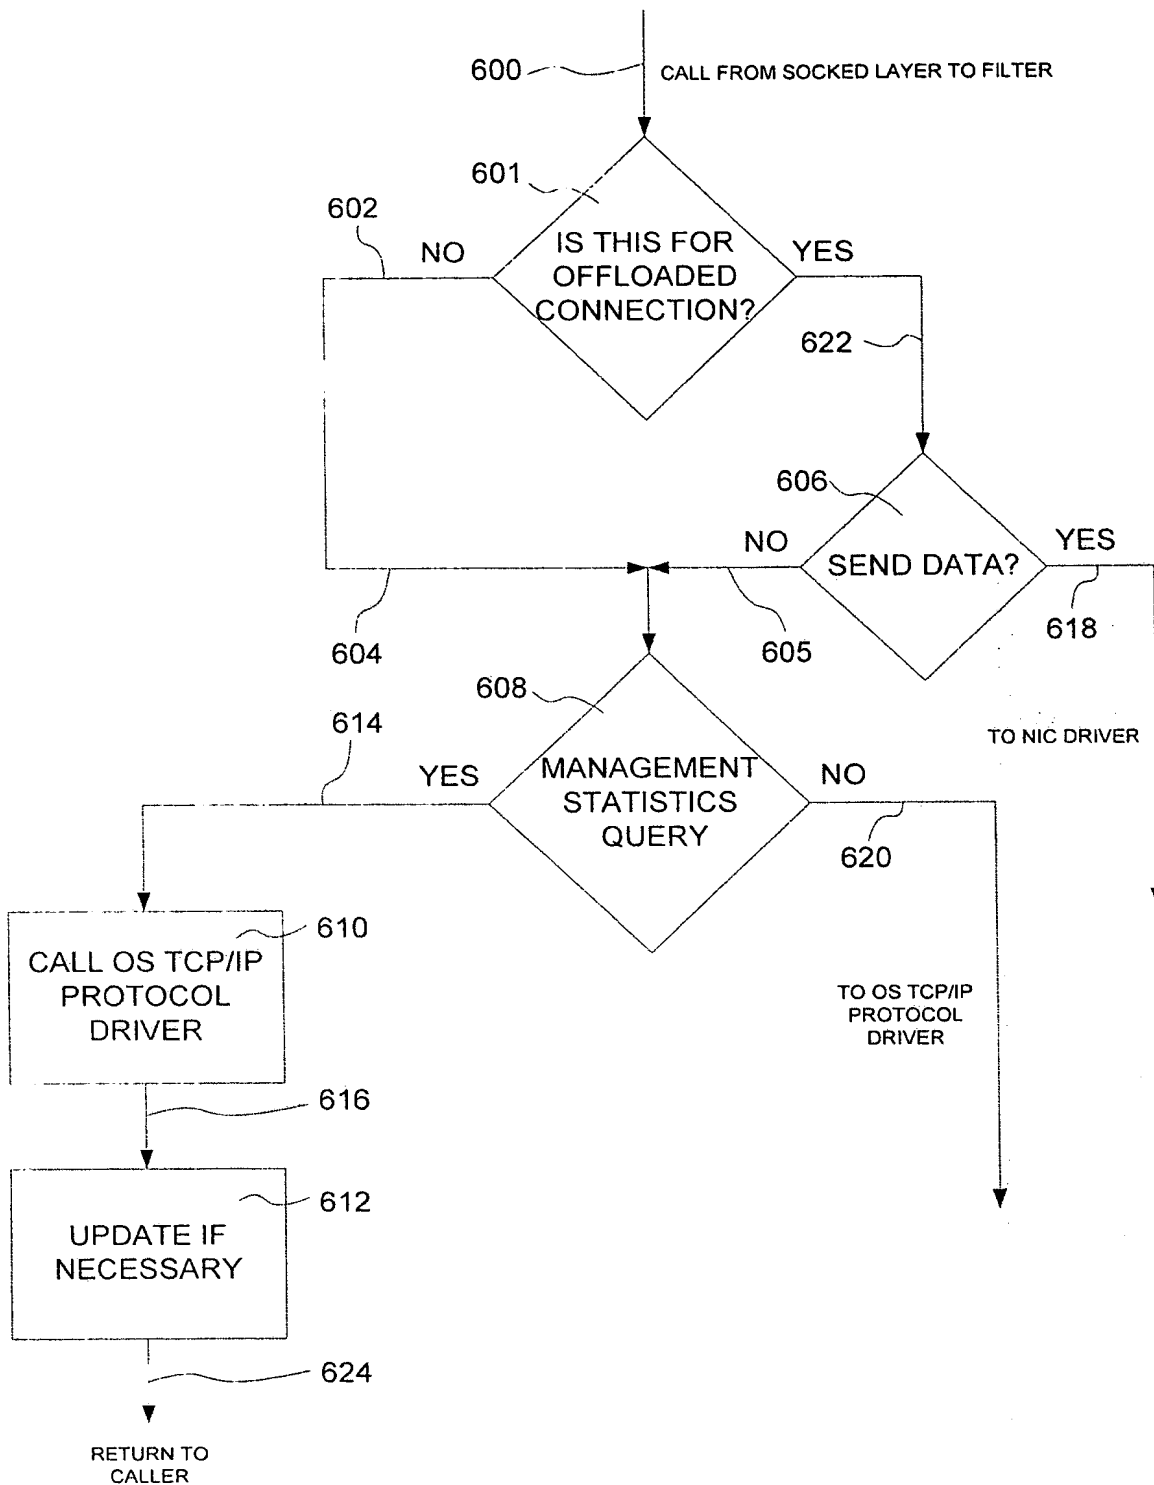 600
CALL FROM SOCKED LAYER TO FILTER
601
602
NO
IS THIS FOR
OFFLOADED
CONNECTION?
YES
622
606
NO
SEND DATA?
YES
604
605
618
608
614
TO NIC DRIVER
YES
MANAGEMENT
STATISTICS
QUERY
NO
620
610
CALL OS TCP/IP
PROTOCOL
DRIVER
TO OS TCP/IP
PROTOCOL
DRIVER
616
612
UPDATE IF
NECESSARY
624
RETURN TO
CALLER